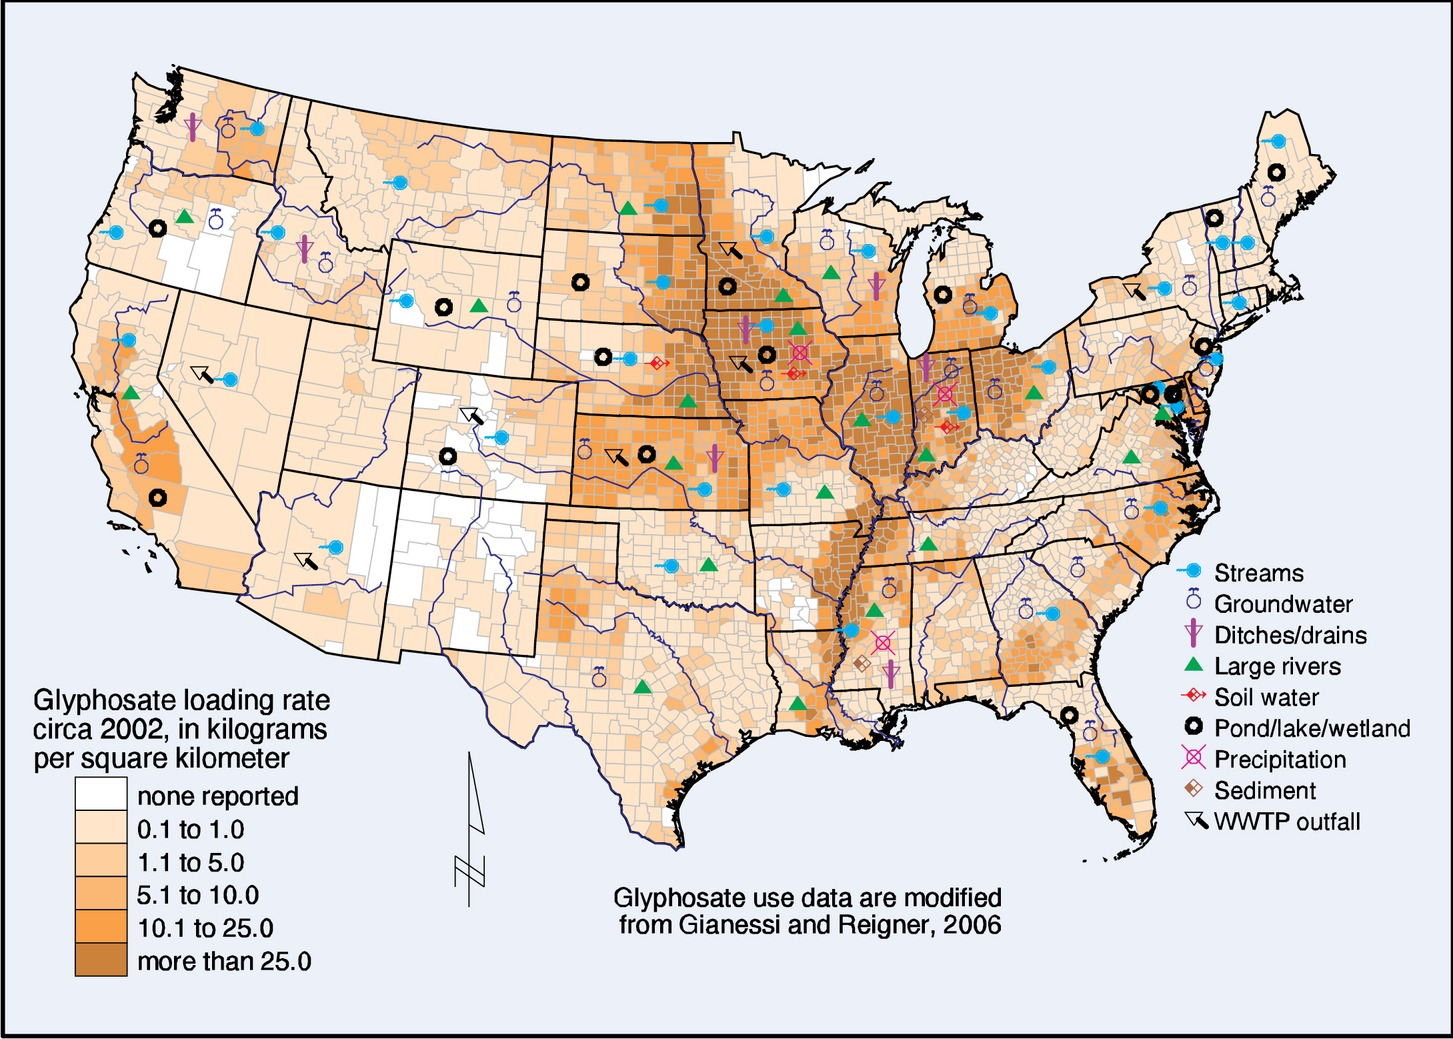 Streams
Groundwater
Ditches/drains
Large rivers
Soil water
Pond/lake/wetland
Precipitation
Sediment
WWTP outfall
Glyphosate loading rate
circa 2002, in kilograms
per square kilometer
none reported
0.1 to 1.0
1.1 to 5.0
5.1 to 10.0
10.1 to 25.0
more than 25.0
N
Glyphosate use data are modified
from Gianessi and Reigner, 2006